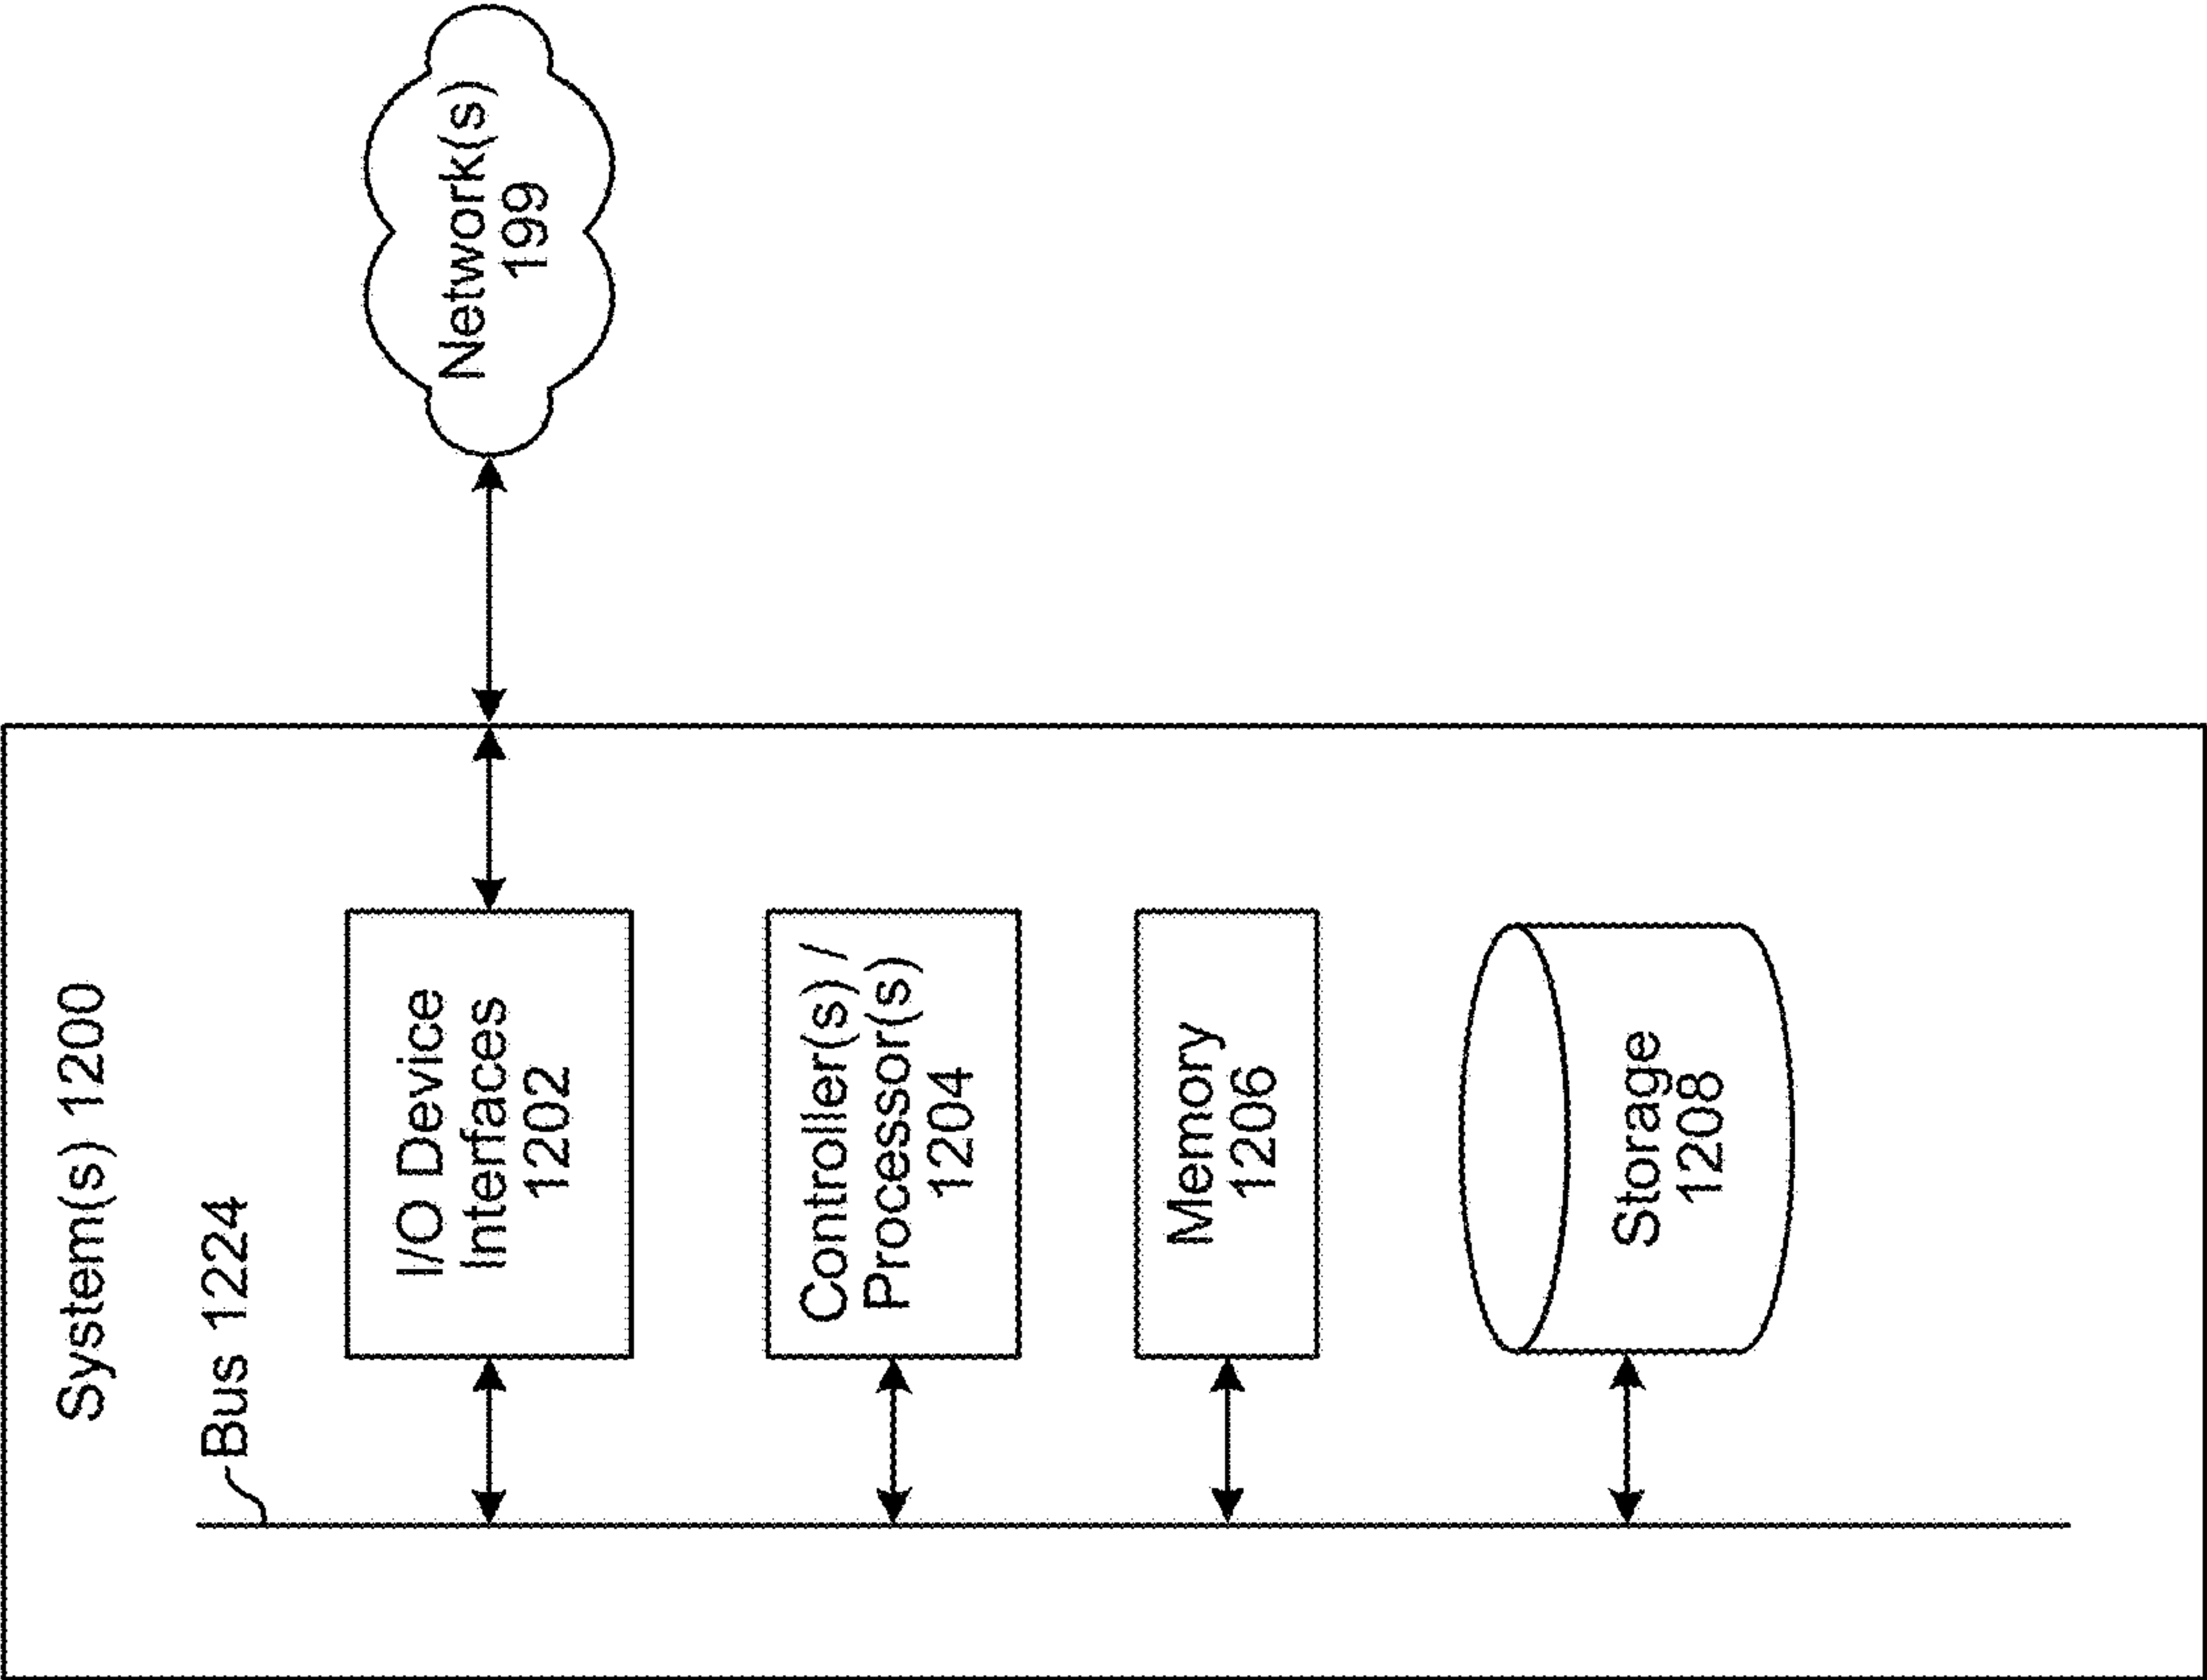 System(s) 1200
Bus 1224
I/O Device
Interfaces
1202
Network(s)
199
Controller(s) /
Processor(s)
1204
Memory
1206
Storage
1208